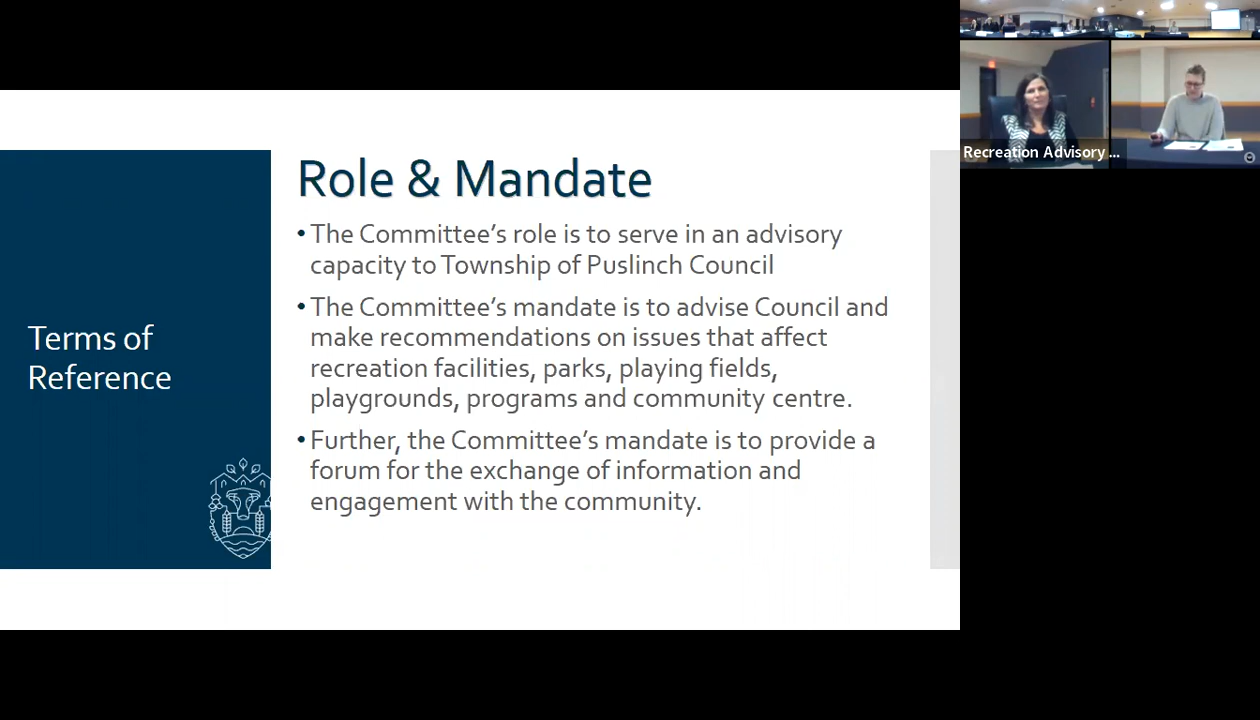 Role & Mandate
• The Committee's role is to serve in an advisory
capacity to Township of Puslinch Council
• The Committee's mandate is to advise Council and
make recommendations on issues that affect
recreation facilities, parks, playing fields,
playgrounds, programs and community centre.
• Further, the Committee's mandate is to provide a
forum for the exchange of information and
engagement with the community.
Terms of
Reference
Recreation Advisory ...